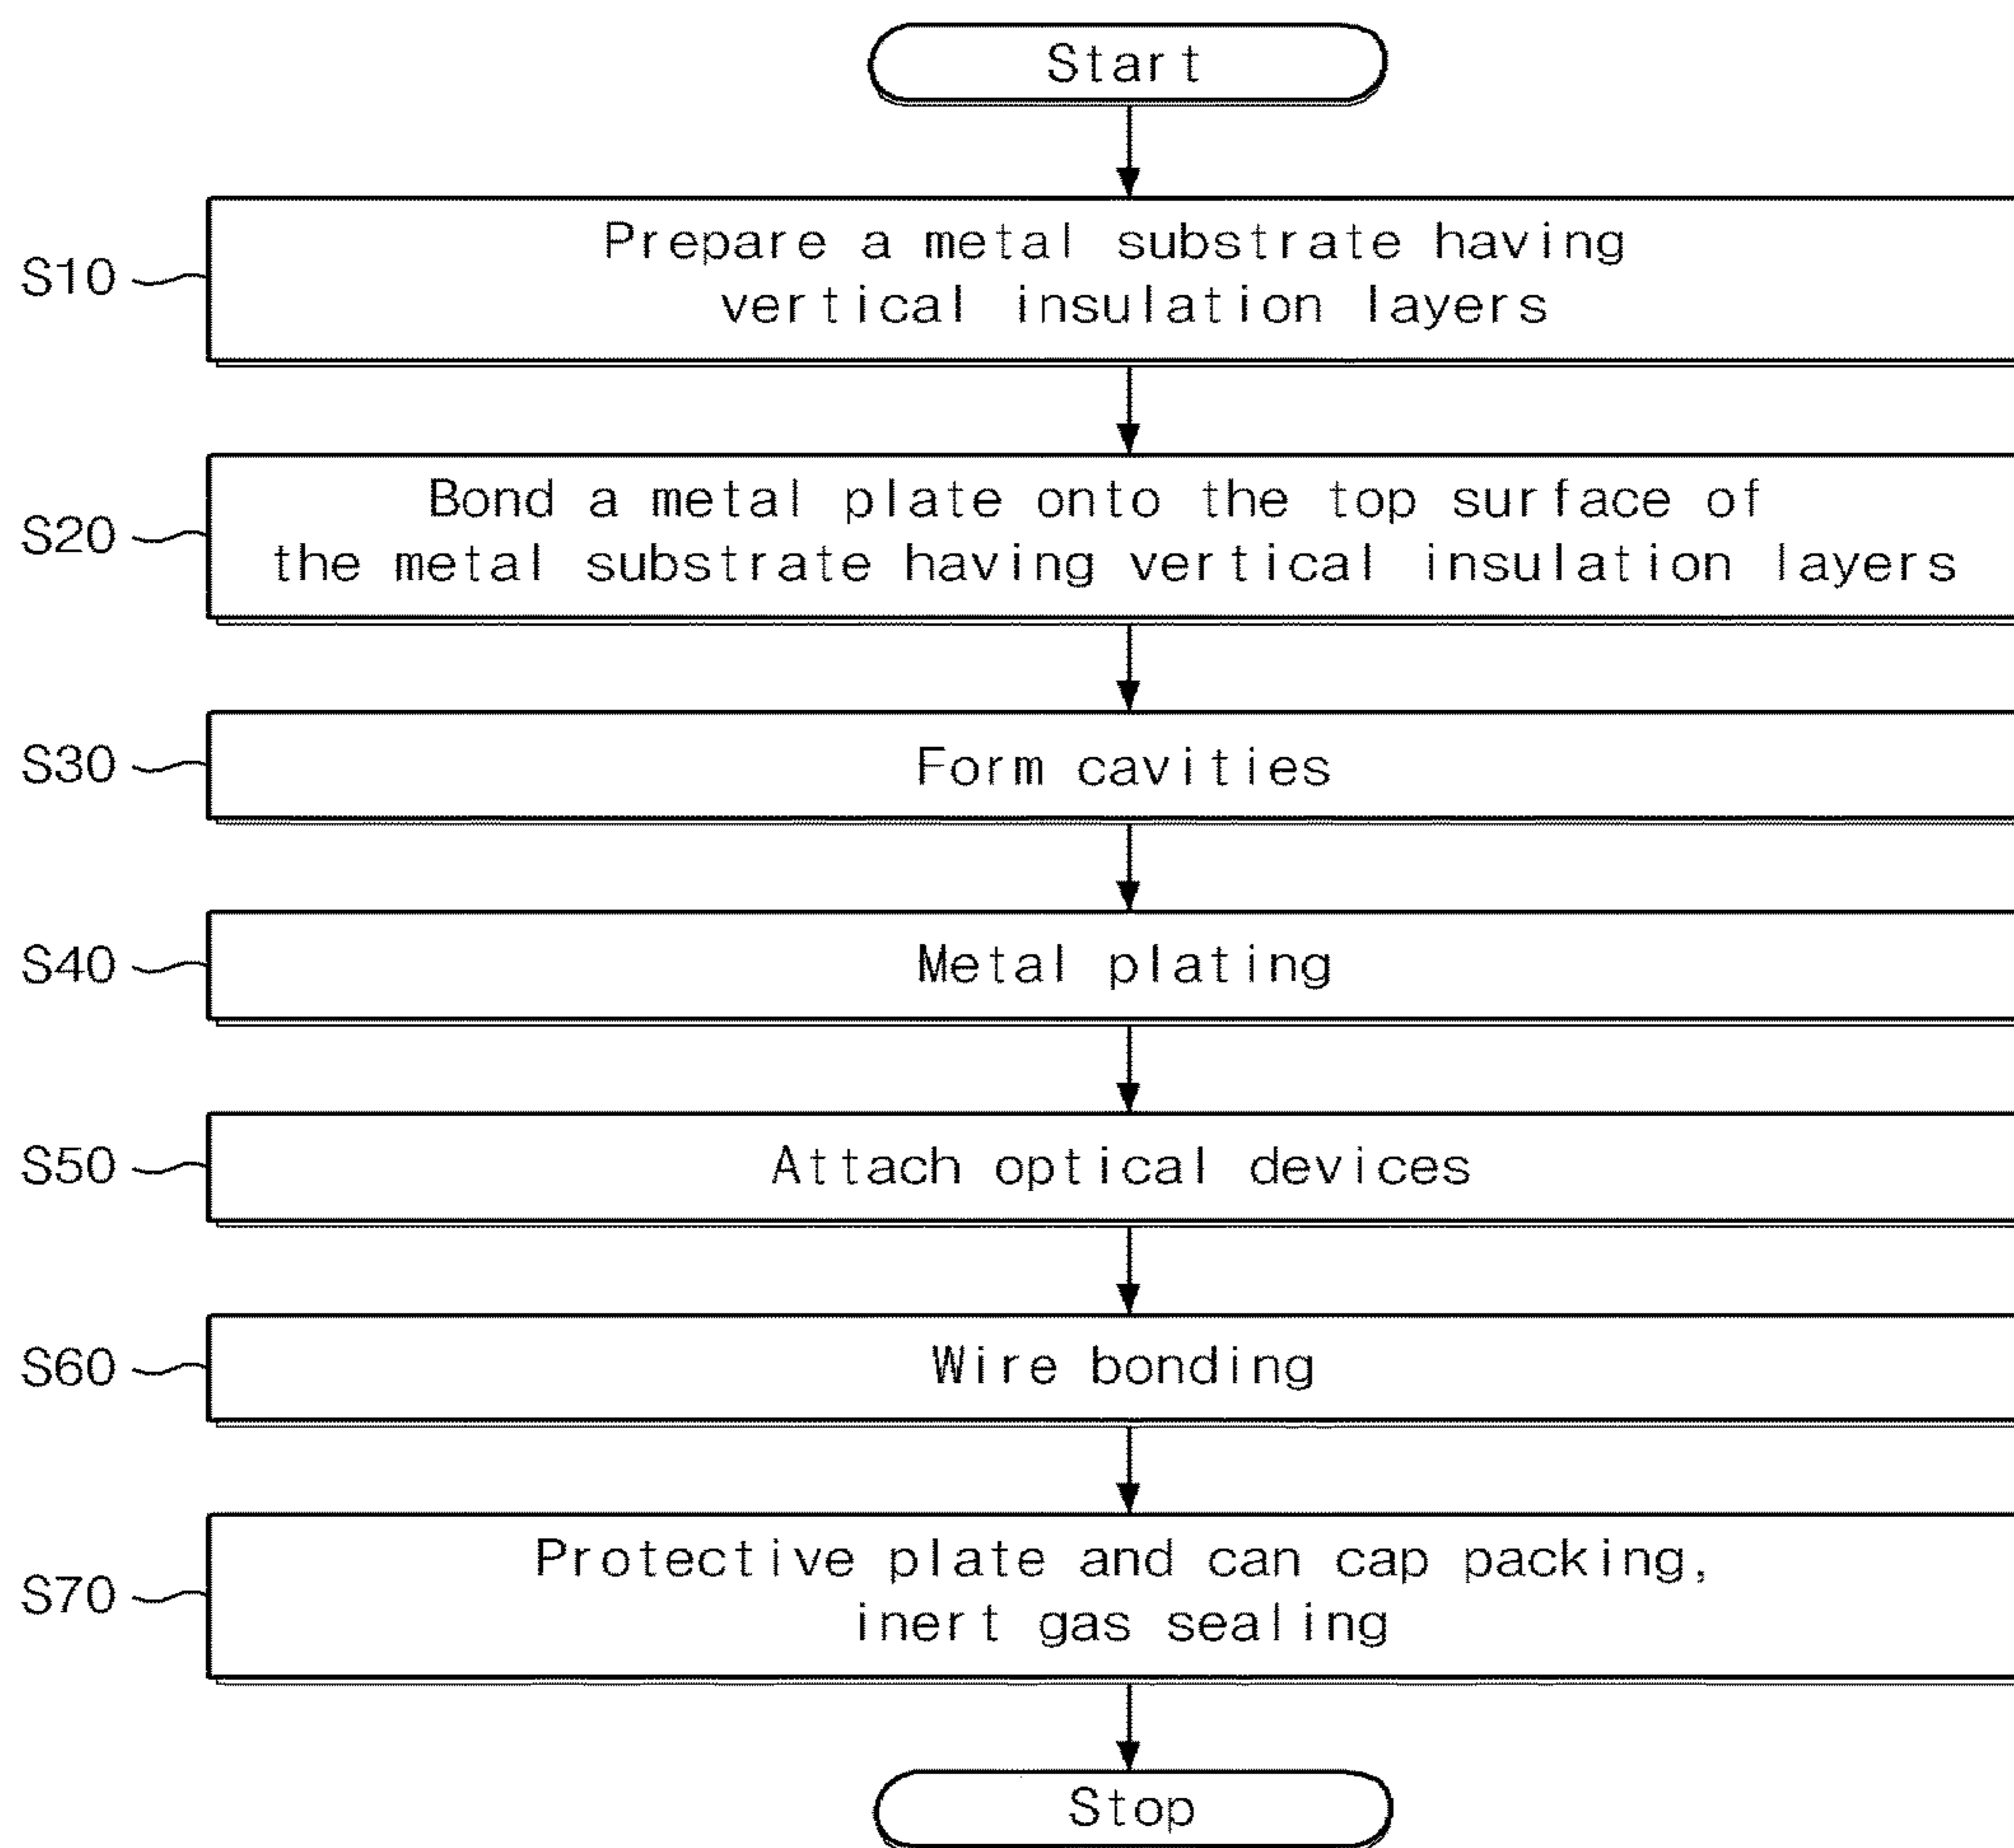 Start
S10
Prepare a metal substrate having
vertical insulation layers
S20
Bond a metal plate onto the top surface of
the metal substrate having vertical insulation layers
S30
Form cavities
S40
Metal plating
S50
Attach optical devices
S60
Wire bonding
S70
Protective plate and can cap packing,
inert gas sealing
Stop